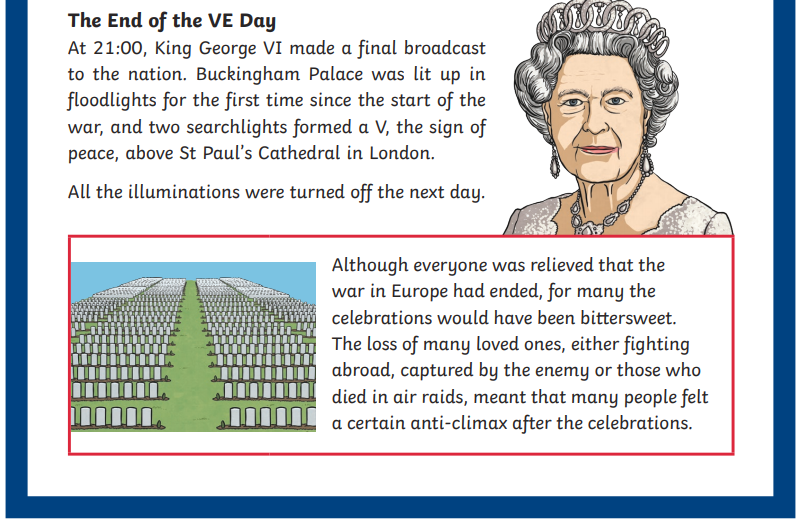 The End of the VE Day
At 21:00, King George VI made a final broadcast
to the nation. Buckingham Palace was lit up in
floodlights for the first time since the start of the
war, and two searchlights formed a V, the sign of
peace, above St Paul's Cathedral in London.
All the illuminations were turned off the next day.
Although everyone was relieved that the
war in Europe had ended, for many the
celebrations would have been bittersweet.
The loss of many loved ones, either fighting
abroad, captured by the enemy or those who
died in air raids, meant that many people felt
a certain anti-climax after the celebrations.